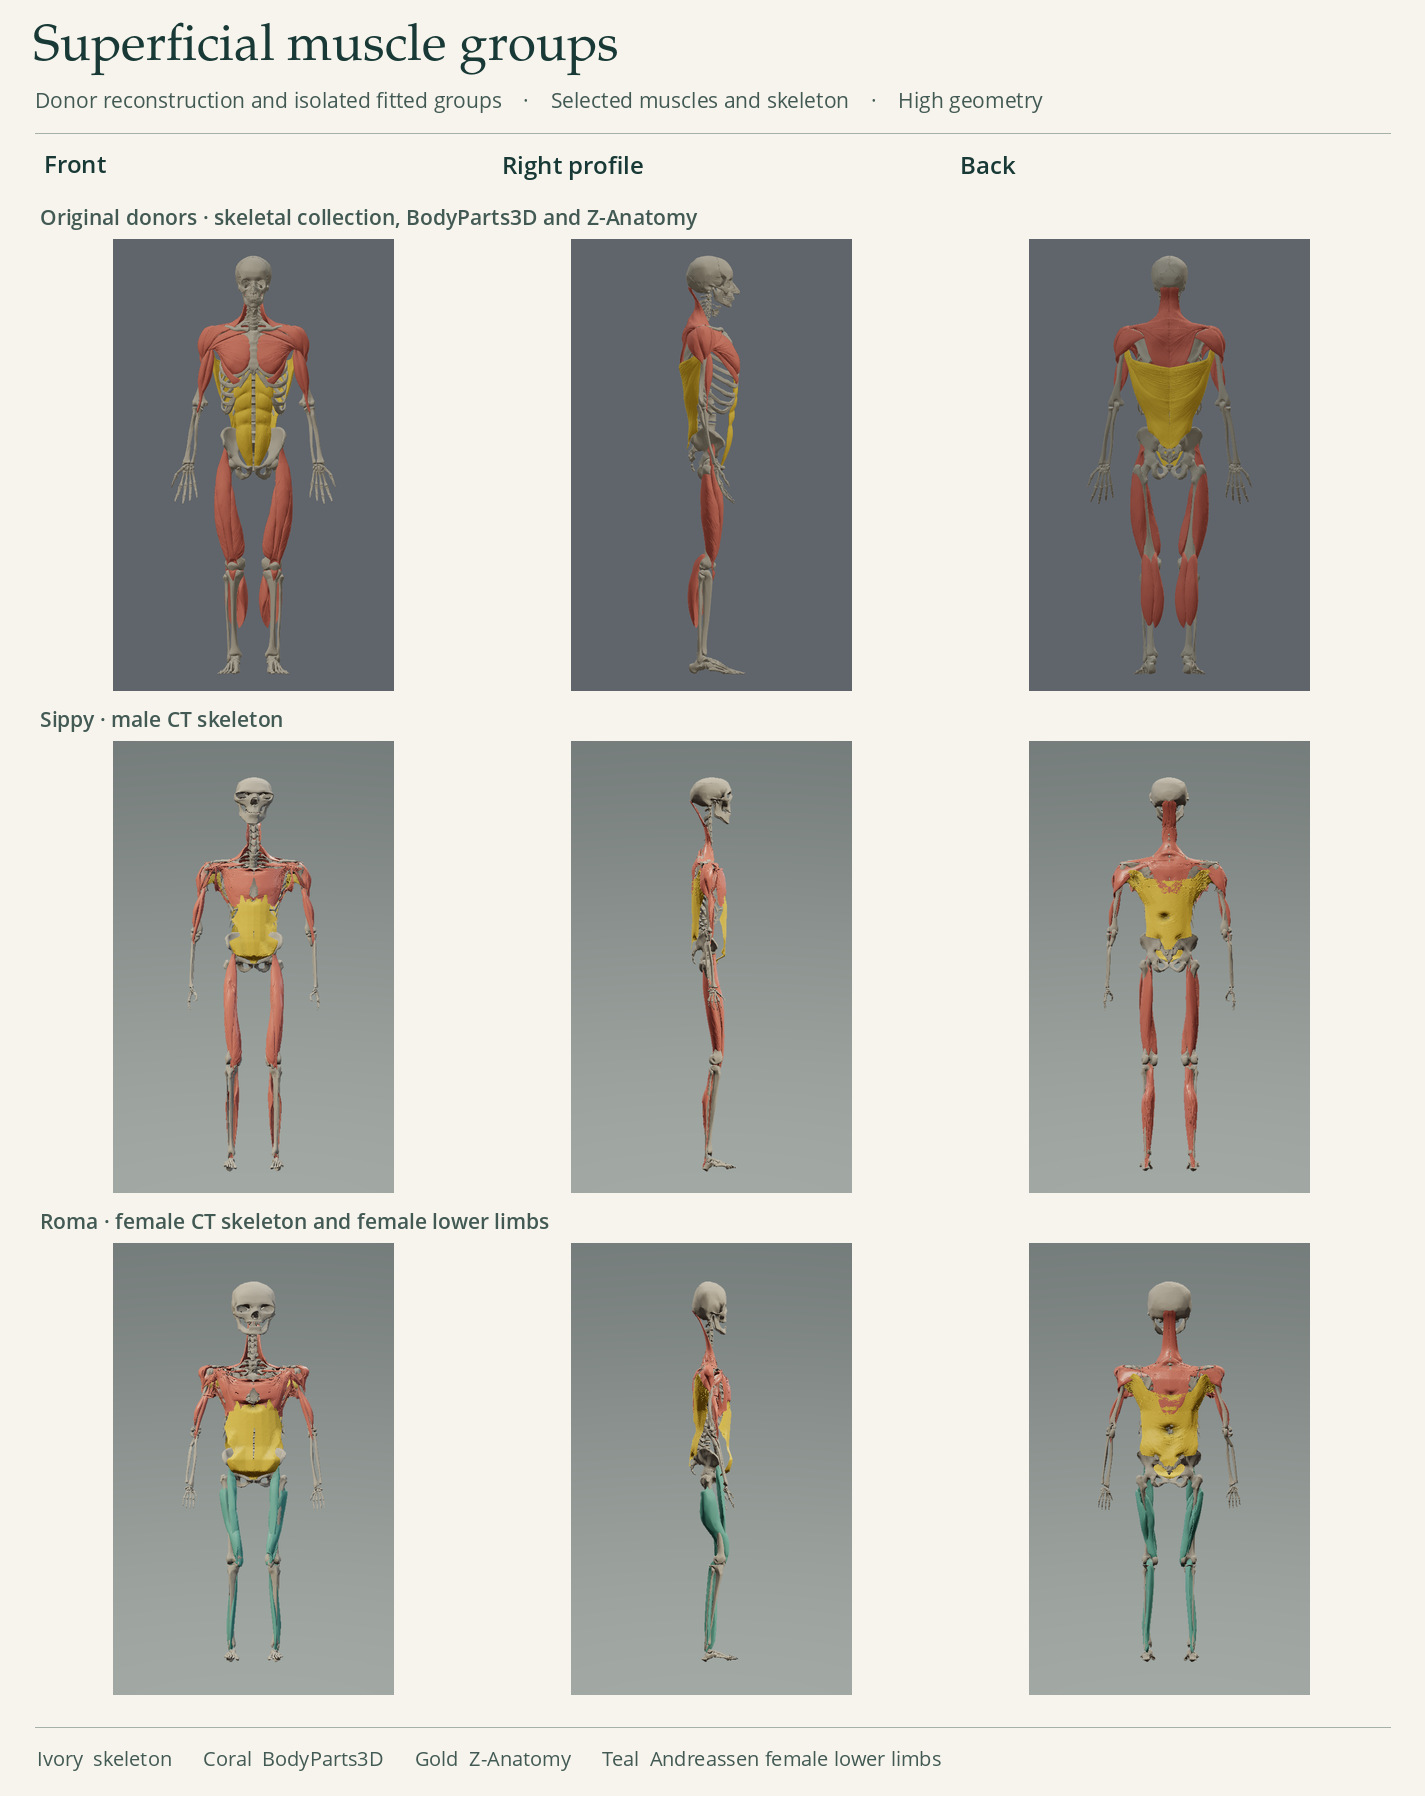 Superficial muscle groups
Donor reconstruction and isolated fitted groups · Selected muscles and skeleton · High geometry
Front Right profile Back
Original donors · skeletal collection, BodyParts3D and Z-Anatomy
Sippy · male CT skeleton
Roma · female CT skeleton and female lower limbs
Ivory skeleton Coral BodyParts3D Gold Z-Anatomy Teal Andreassen female lower limbs